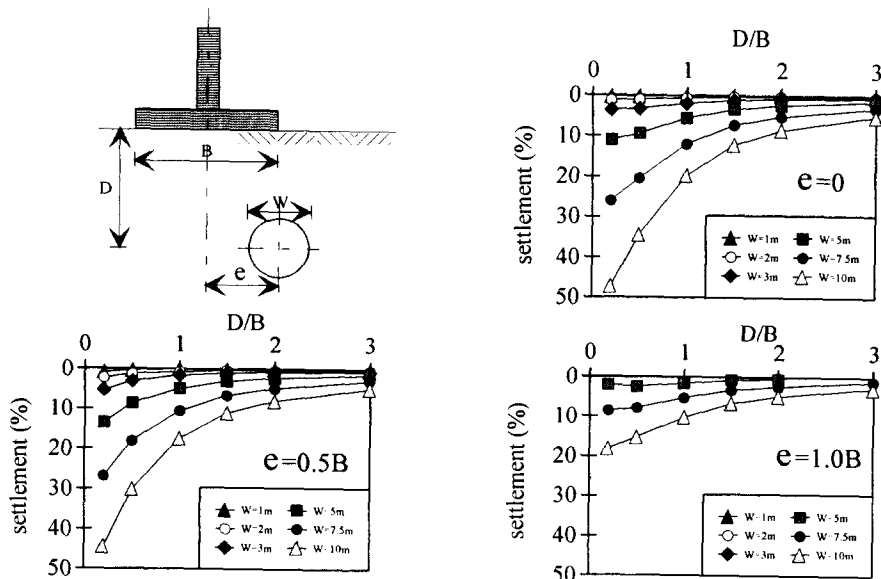 B
D
W
e
D/B
0 1 2 3
0
10
20
30
40
50
settlement (%)
e=0
W=1m W=5m
W=2m W=7.5m
W=3m W=10m
D/B
0 1 2 3
0
10
20
30
40
50
settlement (%)
e=0.5B
W=1m W-5m
W=2m W-7.5m
W-3m W-10m
D/B
0 1 2 3
0
10
20
30
40
50
settlement (%)
e=1.0B
W=1m W=5m
W=2m W=7.5m
W=3m W=10m